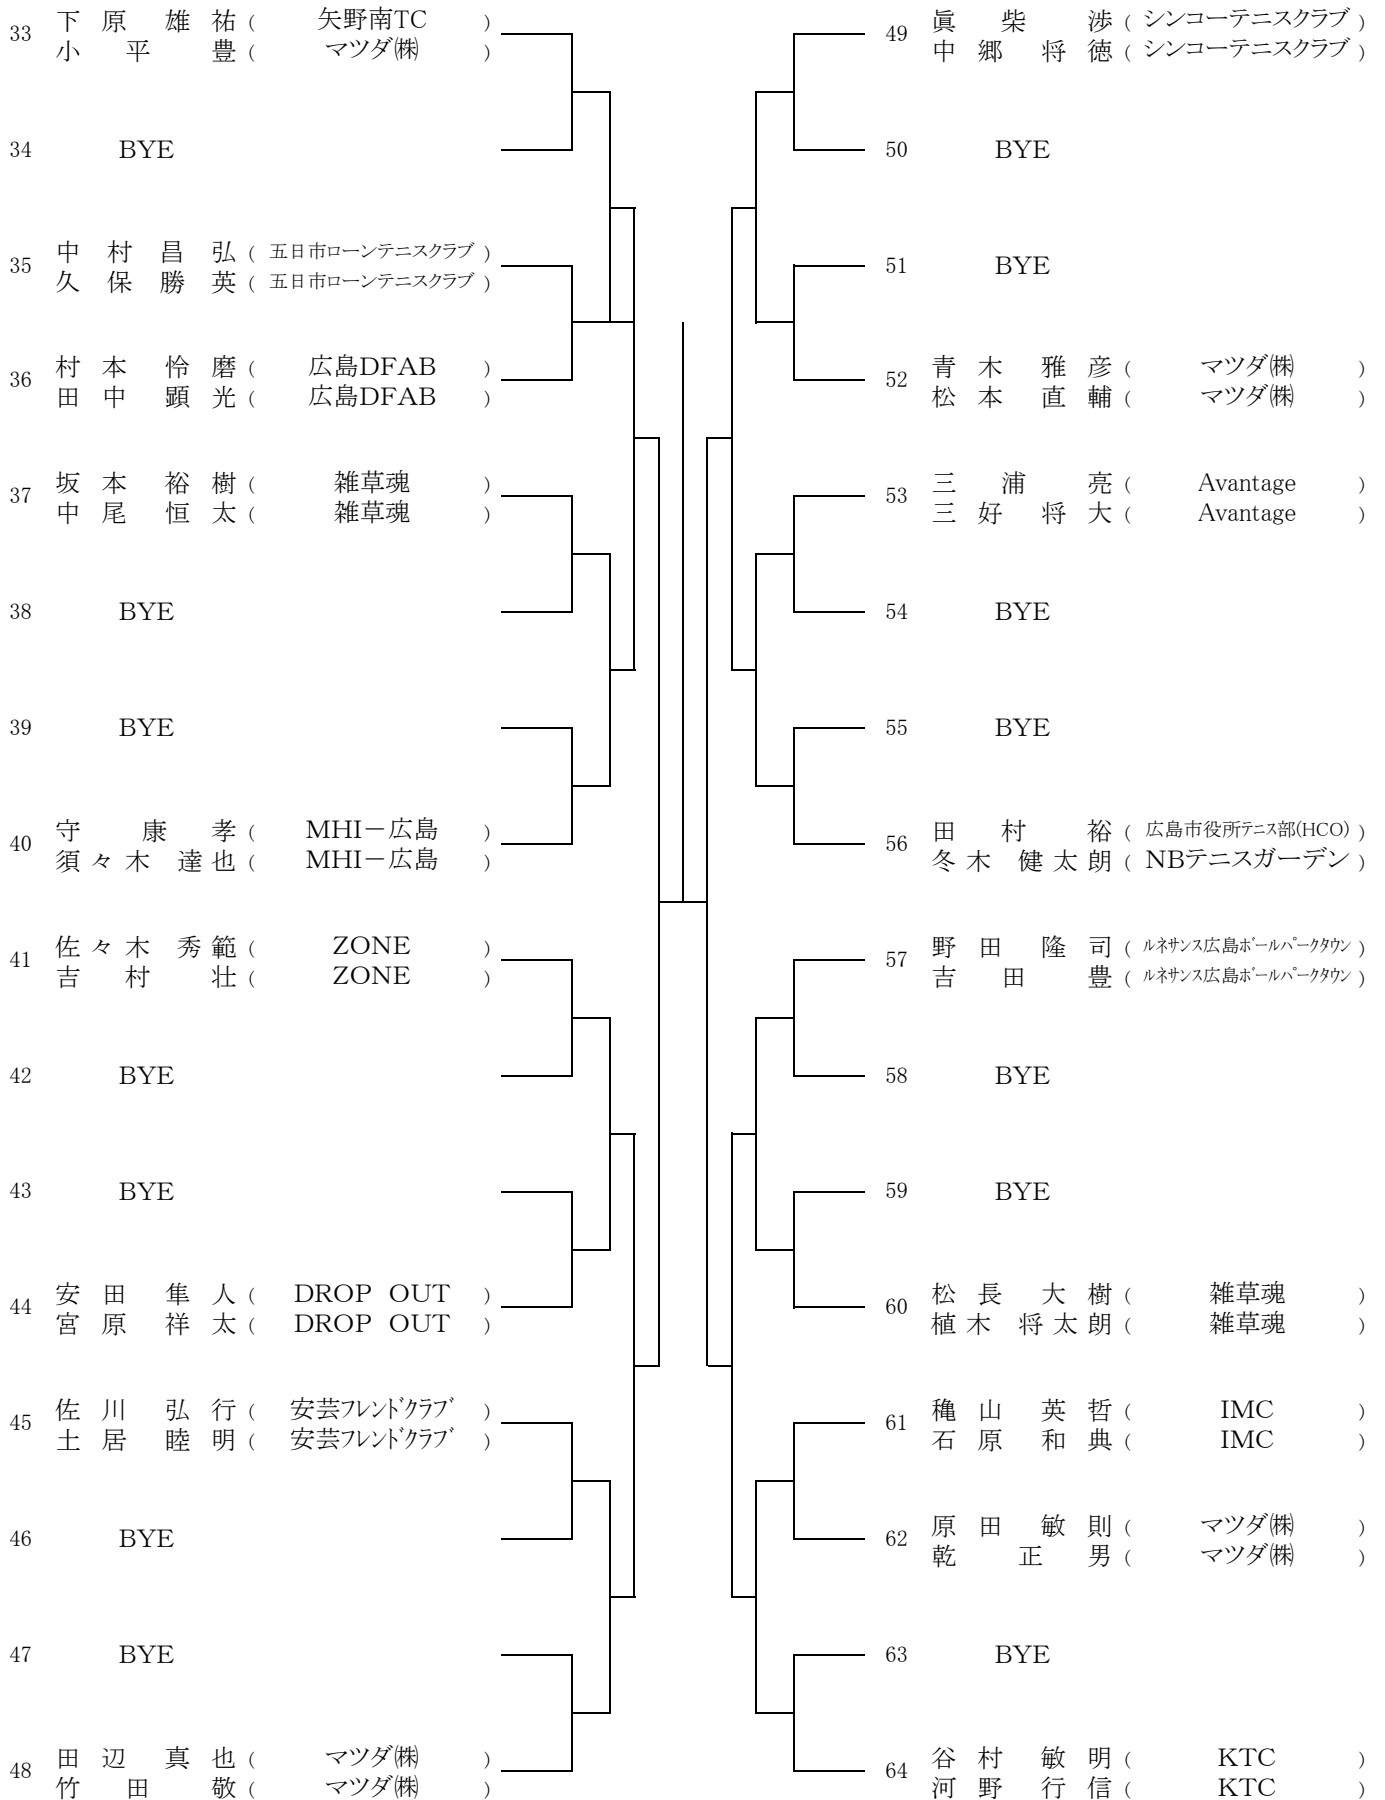 33 下原 雄祐 ( 矢野南TC )
小平 豊 ( マツダ㈱ )
34 BYE
35 中村 昌弘 ( 五日市ローンテニスクラブ )
久保 勝英 ( 五日市ローンテニスクラブ )
36 村本 怜磨 ( 広島DFAB )
田中 顕光 ( 広島DFAB )
37 坂本 裕樹 ( 雑草魂 )
中尾 恒太 ( 雑草魂 )
38 BYE
39 BYE
40 守 康孝 ( MHI－広島 )
須々木 達也 ( MHI－広島 )
41 佐々木 秀範 ( ZONE )
吉村 壮 ( ZONE )
42 BYE
43 BYE
44 安田 隼人 ( DROP OUT )
宮原 祥太 ( DROP OUT )
45 佐川 弘行 ( 安芸ﾌﾚﾝﾄﾞｸﾗﾌﾞ )
土居 睦明 ( 安芸ﾌﾚﾝﾄﾞｸﾗﾌﾞ )
46 BYE
47 BYE
48 田辺 真也 ( マツダ㈱ )
竹田 敬 ( マツダ㈱ )
49 眞柴 渉 ( シンコーテニスクラブ )
中郷 将徳 ( シンコーテニスクラブ )
50 BYE
51 BYE
52 青木 雅彦 ( マツダ㈱ )
松本 直輔 ( マツダ㈱ )
53 三浦 亮 ( Avantage )
三好 将大 ( Avantage )
54 BYE
55 BYE
56 田村 裕 ( 広島市役所ﾃﾆｽ部(HCO) )
冬木 健太朗 ( NBテニスガーデン )
57 野田 隆司 ( ﾙﾈｻﾝｽ広島ﾎﾞｰﾙﾊﾟｰｸﾀｳﾝ )
吉田 豊 ( ﾙﾈｻﾝｽ広島ﾎﾞｰﾙﾊﾟｰｸﾀｳﾝ )
58 BYE
59 BYE
60 松長 大樹 ( 雑草魂 )
植木 将太朗 ( 雑草魂 )
61 穐山 英哲 ( IMC )
石原 和典 ( IMC )
62 原田 敏則 ( マツダ㈱ )
乾 正男 ( マツダ㈱ )
63 BYE
64 谷村 敏明 ( KTC )
河野 行信 ( KTC )